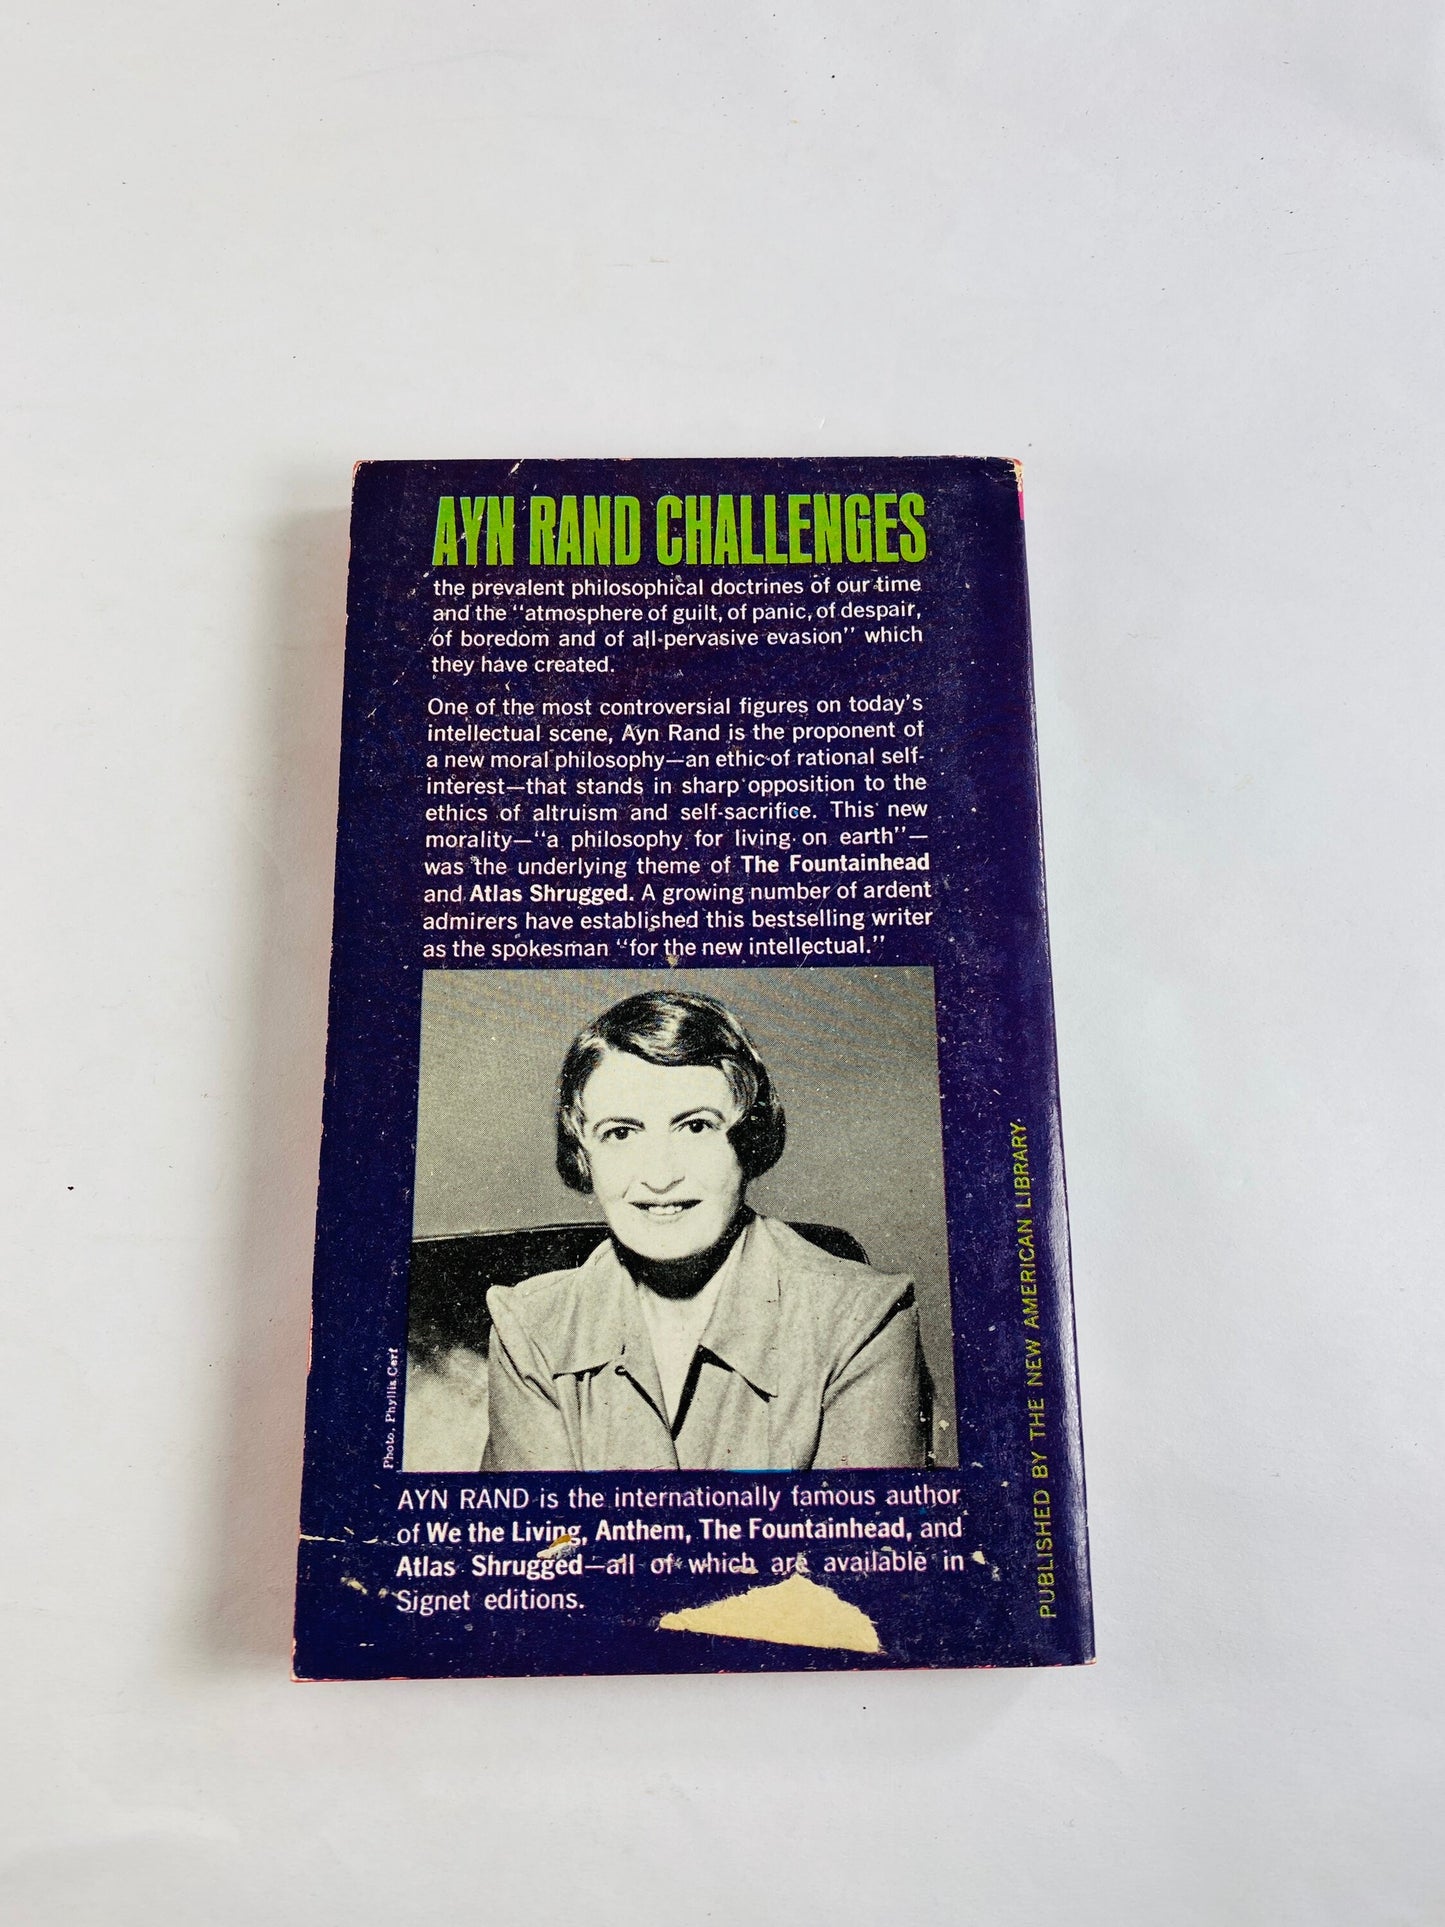 AYN RAND CHALLENGES
the prevalent philosophical doctrines of our time
and the "atmosphere of guilt, of panic, of despair,
of boredom and of all-pervasive evasion" which
they have created.
One of the most controversial figures on today's
intellectual scene, Ayn Rand is the proponent of
a new moral philosophy—an ethic of rational self-
interest—that stands in sharp opposition to the
ethics of altruism and self-sacrifice. This new
morality—"a philosophy for living on earth"—
was the underlying theme of The Fountainhead
and Atlas Shrugged. A growing number of ardent
admirers have established this bestselling writer
as the spokesman "for the new intellectual."
Photo, Phyllis Cerf
AYN RAND is the internationally famous author
of We the Living, Anthem, The Fountainhead, and
Atlas Shrugged—all of which are available in
Signet editions.
PUBLISHED BY THE NEW AMERICAN LIBRARY